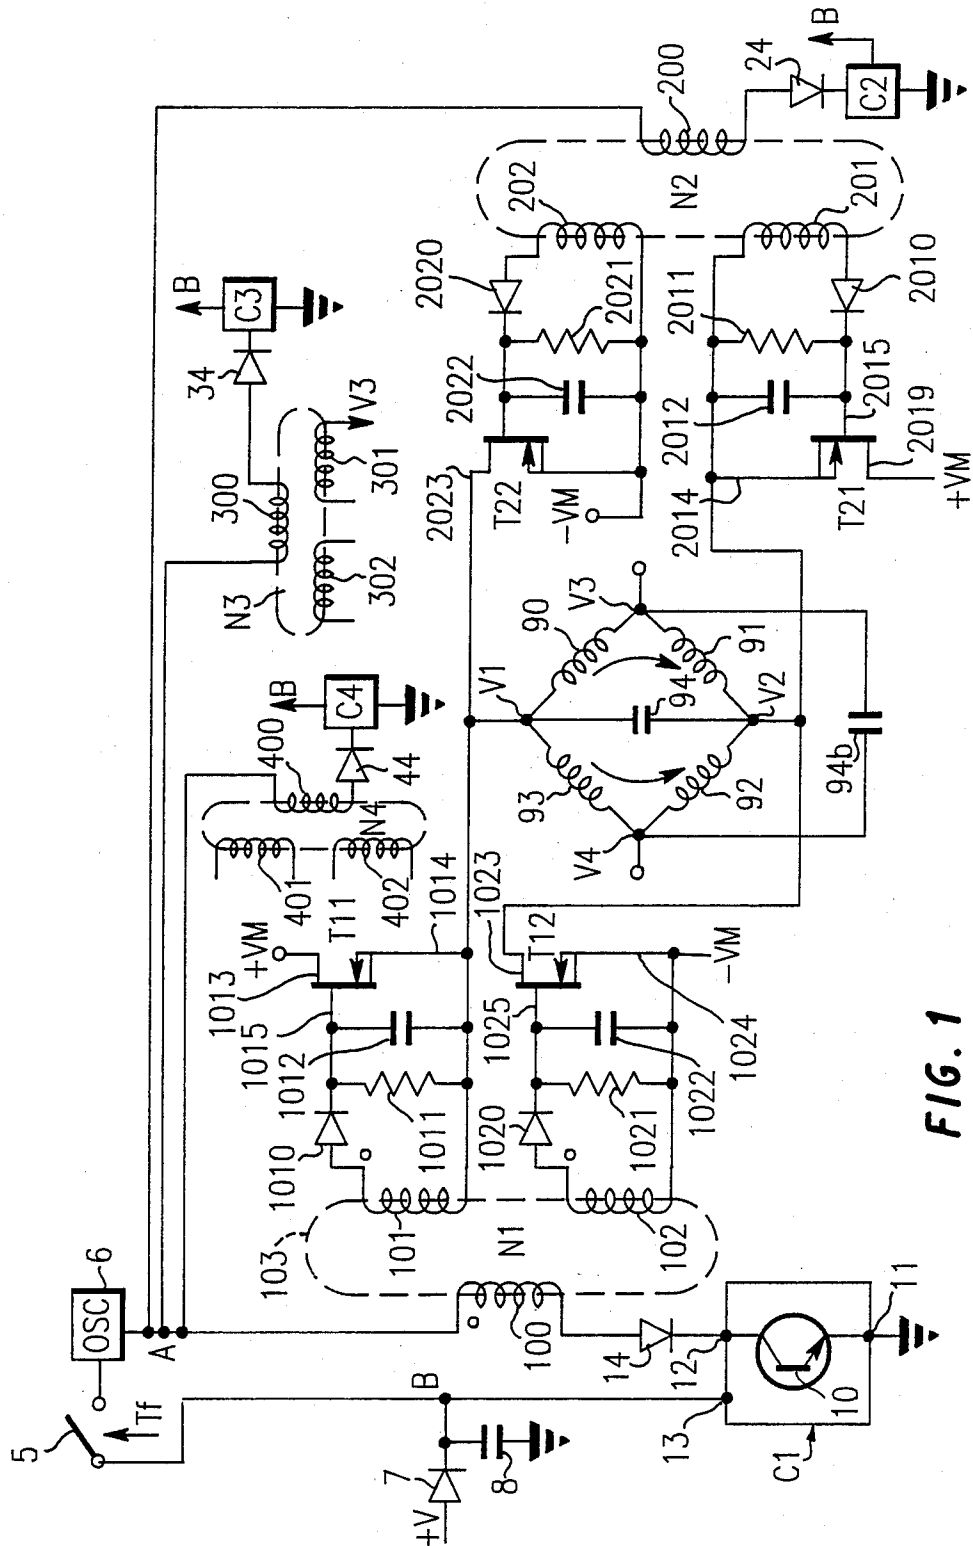 FIG. 1
5
Tf
OSC
6
A
+V
7
8
B
103
N1
100
101
102
14
12
13
10
11
C1
1010
1011
1012
1015
1013
+VM
T11
1014
1020
1021
1022
1025
1023
T12
1024
-VM
401
402
N4
400
44
C4
B
N3
302
300
301
V3
34
C3
B
V1
V2
V3
V4
90
91
92
93
94
94b
2023
T22
-VM
2022
2021
2020
202
2014
T21
+VM
2012
2011
2015
2019
2010
201
N2
200
24
C2
B